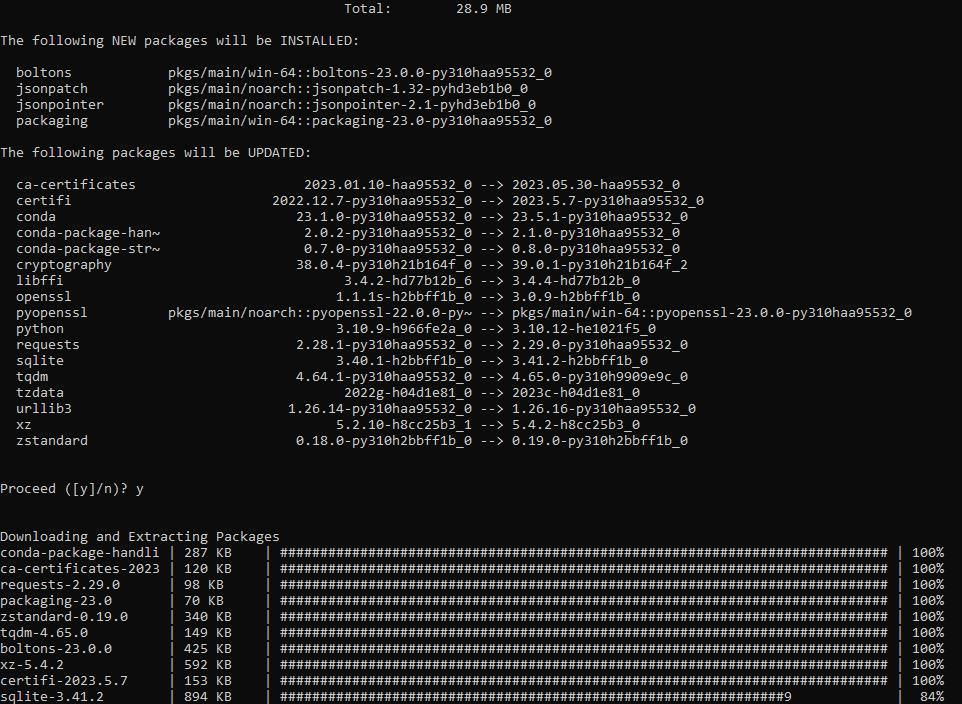 Total: 28.9 MB
The following NEW packages will be INSTALLED:
boltons pkgs/main/win-64::boltons-23.0.0-py310haa95532_0
jsonpatch pkgs/main/noarch::jsonpatch-1.32-pyhd3eb1b0_0
jsonpointer pkgs/main/noarch::jsonpointer-2.1-pyhd3eb1b0_0
packaging pkgs/main/win-64::packaging-23.0-py310haa95532_0
The following packages will be UPDATED:
ca-certificates 2023.01.10-haa95532_0 --> 2023.05.30-haa95532_0
certifi 2022.12.7-py310haa95532_0 --> 2023.5.7-py310haa95532_0
conda 23.1.0-py310haa95532_0 --> 23.5.1-py310haa95532_0
conda-package-han~ 2.0.2-py310haa95532_0 --> 2.1.0-py310haa95532_0
conda-package-str~ 0.7.0-py310haa95532_0 --> 0.8.0-py310haa95532_0
cryptography 38.0.4-py310h21b164f_0 --> 39.0.1-py310h21b164f_2
libffi 3.4.2-hd77b12b_6 --> 3.4.4-hd77b12b_0
openssl 1.1.1s-h2bbff1b_0 --> 3.0.9-h2bbff1b_0
pyopenssl pkgs/main/noarch::pyopenssl-22.0.0-py~ --> pkgs/main/win-64::pyopenssl-23.0.0-py310haa95532_0
python 3.10.9-h966fe2a_0 --> 3.10.12-he1021f5_0
requests 2.28.1-py310haa95532_0 --> 2.29.0-py310haa95532_0
sqlite 3.40.1-h2bbff1b_0 --> 3.41.2-h2bbff1b_0
tqdm 4.64.1-py310haa95532_0 --> 4.65.0-py310h9909e9c_0
tzdata 2022g-h04d1e81_0 --> 2023c-h04d1e81_0
urllib3 1.26.14-py310haa95532_0 --> 1.26.16-py310haa95532_0
xz 5.2.10-h8cc25b3_1 --> 5.4.2-h8cc25b3_0
zstandard 0.18.0-py310h2bbff1b_0 --> 0.19.0-py310h2bbff1b_0
Proceed ([y]/n)? y
Downloading and Extracting Packages
conda-package-handli | 287 KB | ############################################################################ | 100%
ca-certificates-2023 | 120 KB | ############################################################################ | 100%
requests-2.29.0 | 98 KB | ############################################################################ | 100%
packaging-23.0 | 70 KB | ############################################################################ | 100%
zstandard-0.19.0 | 340 KB | ############################################################################ | 100%
tqdm-4.65.0 | 149 KB | ############################################################################ | 100%
boltons-23.0.0 | 425 KB | ############################################################################ | 100%
xz-5.4.2 | 592 KB | ############################################################################ | 100%
certifi-2023.5.7 | 153 KB | ############################################################################ | 100%
sqlite-3.41.2 | 894 KB | ###############################################################9 | 84%